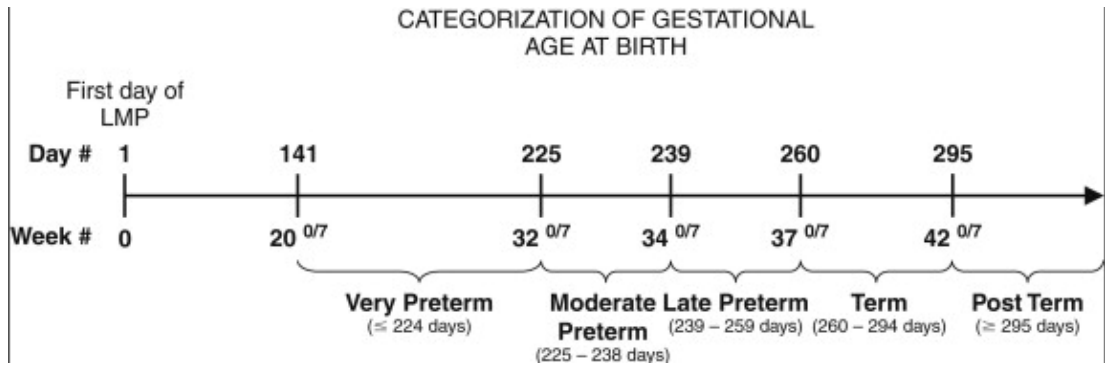 CATEGORIZATION OF GESTATIONAL
AGE AT BIRTH
First day of
LMP
Day # 1 141 225 239 260 295
Week # 0 20 0/7 32 0/7 34 0/7 37 0/7 42 0/7
Very Preterm
(≤ 224 days)
Moderate
Preterm
(225 – 238 days)
Late Preterm
(239 – 259 days)
Term
(260 – 294 days)
Post Term
(≥ 295 days)